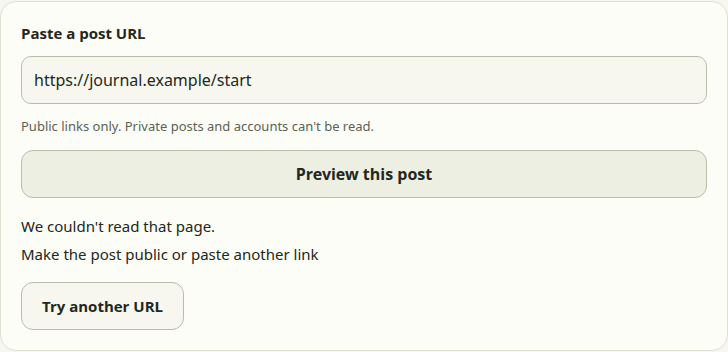 Paste a post URL
https://journal.example/start
Public links only. Private posts and accounts can't be read.
Preview this post
We couldn't read that page.
Make the post public or paste another link
Try another URL